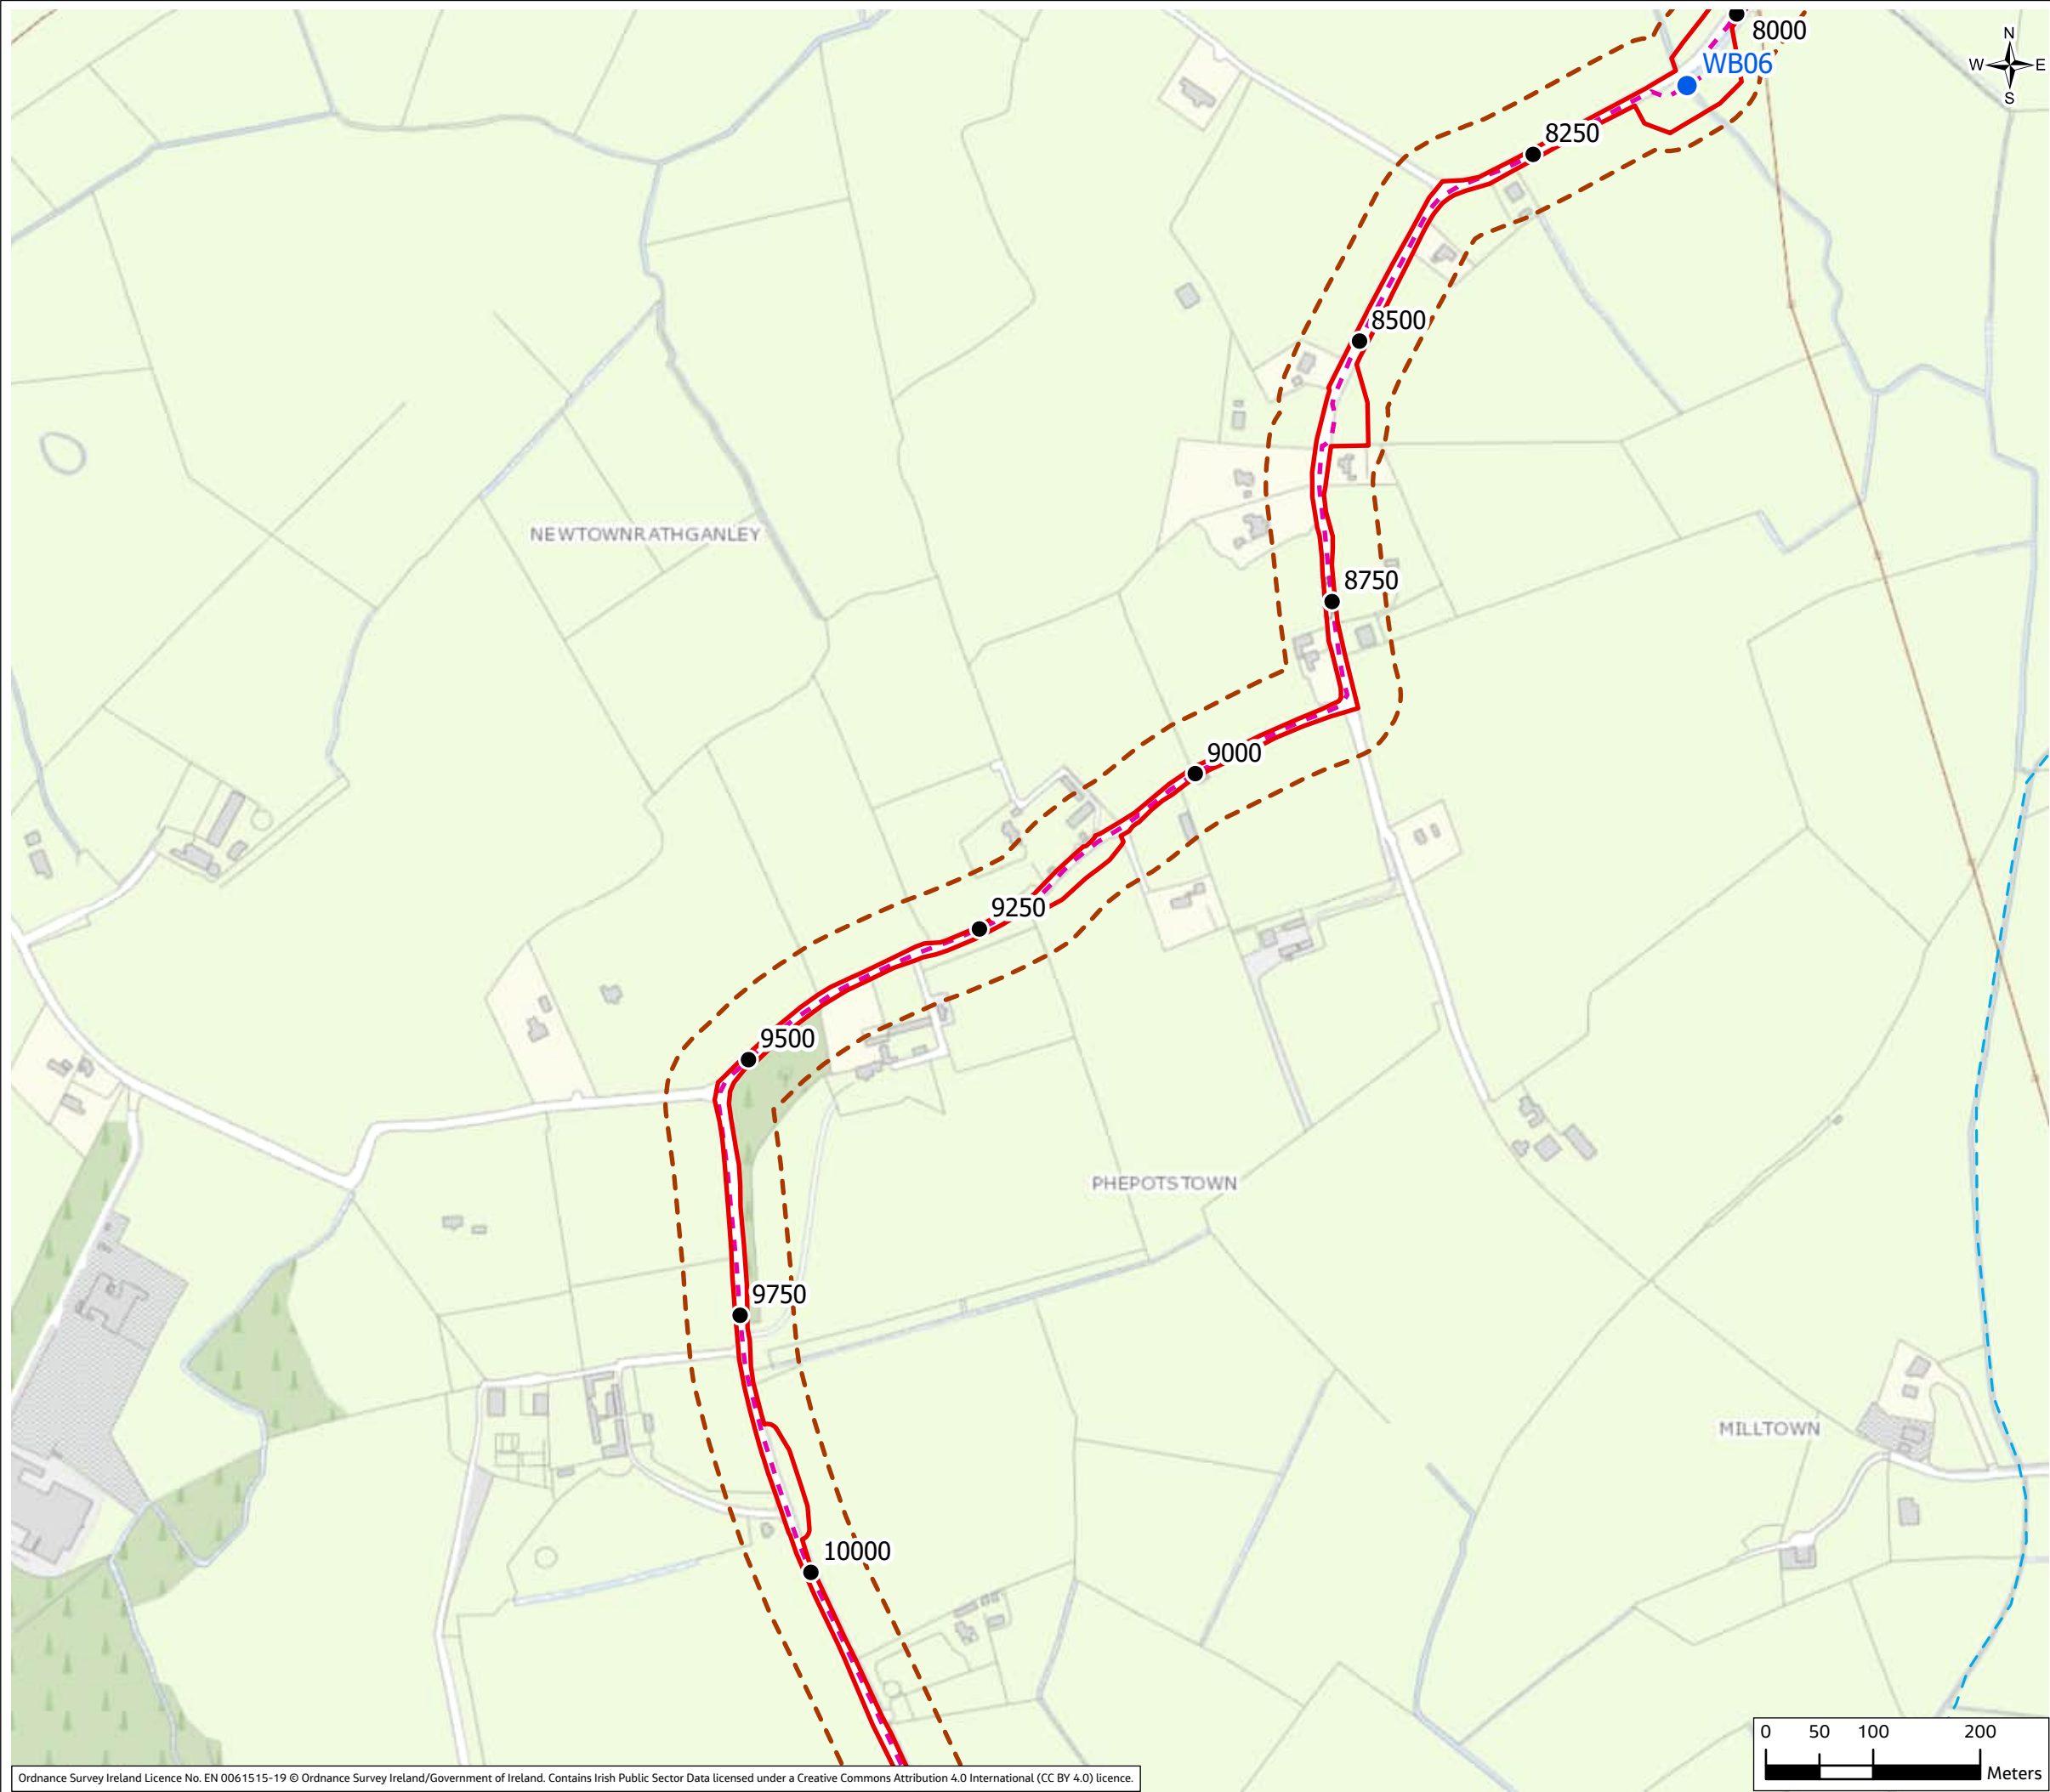 8000
N
W E
S
WB06
8250
8500
NEWTOWNRATHGANLEY
8750
9000
9250
9500
PHEPOTSTOWN
9750
MILLTOWN
10000
0 50 100 200
Meters
Ordnance Survey Ireland Licence No. EN 0061515-19 © Ordnance Survey Ireland/Government of Ireland. Contains Irish Public Sector Data licensed under a Creative Commons Attribution 4.0 International (CC BY 4.0) licence.